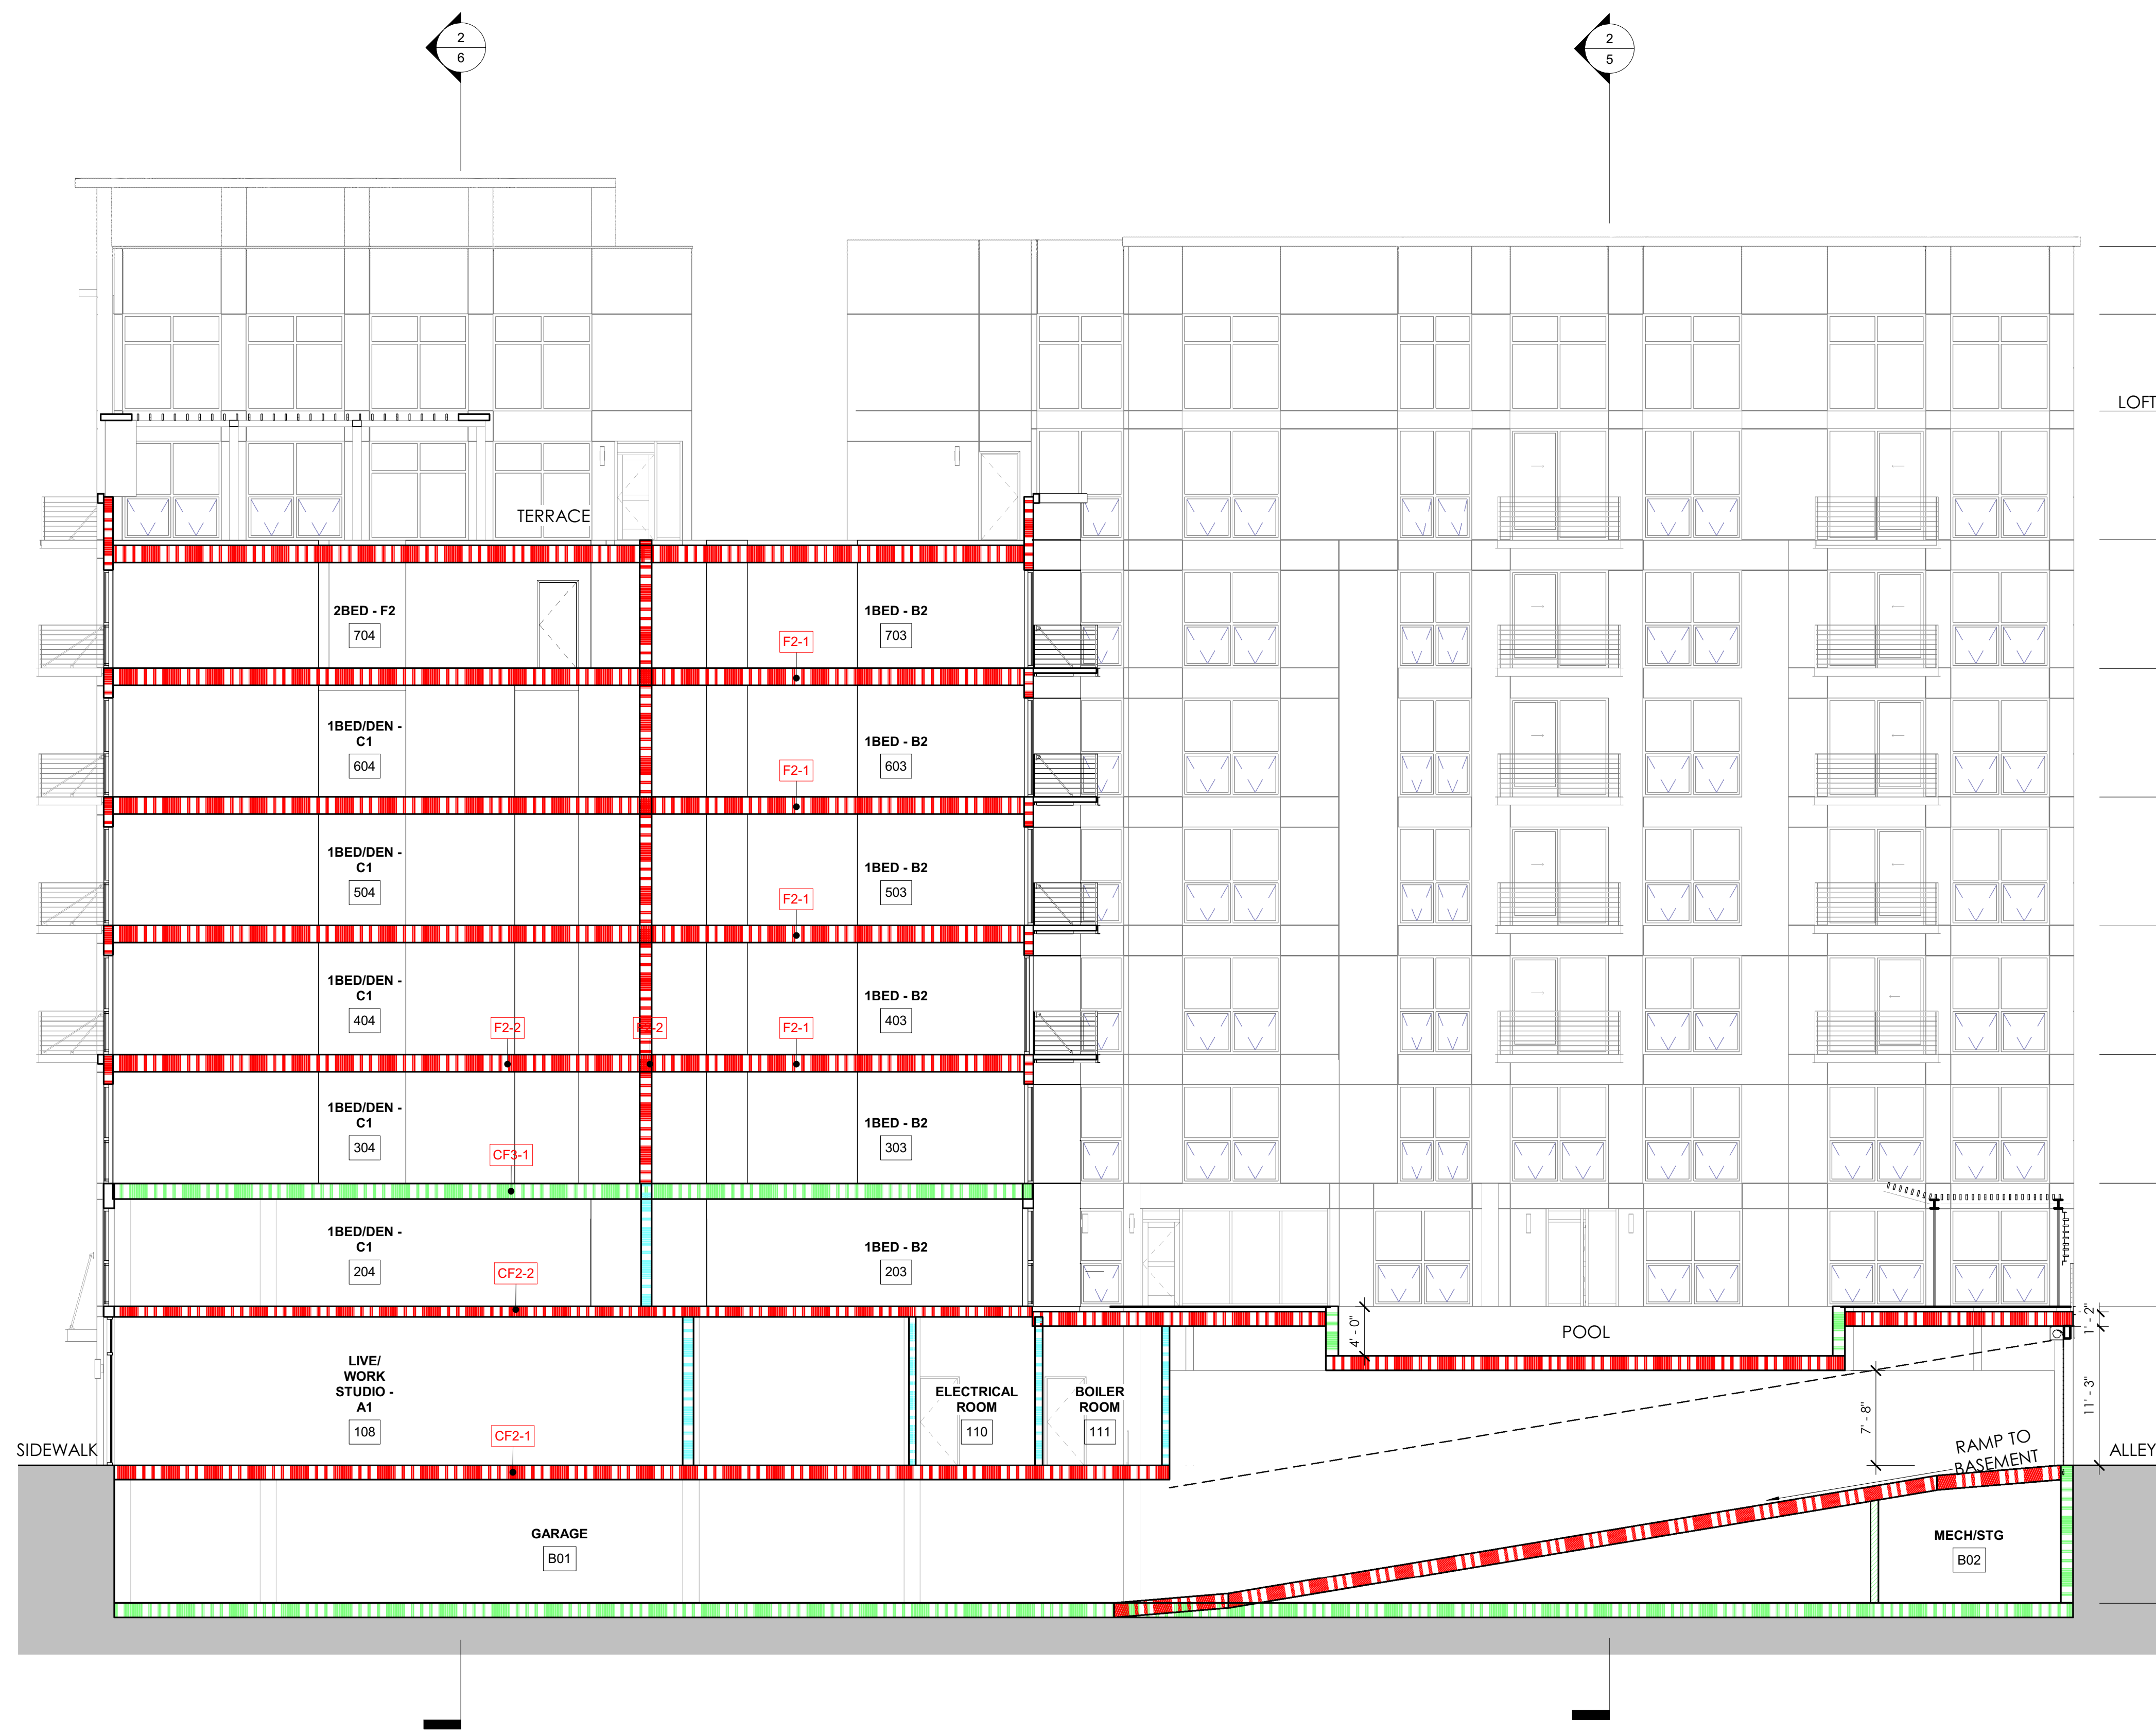 2
6
2
5
LOFT
TERRACE
2BED - F2
704
1BED - B2
703
F2-1
1BED/DEN -
C1
604
1BED - B2
603
F2-1
1BED/DEN -
C1
504
1BED - B2
503
F2-1
1BED/DEN -
C1
404
1BED - B2
403
F2-2
F2-1
1BED/DEN -
C1
304
1BED - B2
303
CF3-1
1BED/DEN -
C1
204
1BED - B2
203
CF2-2
4' - 0"
POOL
1' - 2"
LIVE/
WORK
STUDIO -
A1
108
ELECTRICAL
ROOM
110
BOILER
ROOM
111
7' - 8"
11' - 3"
CF2-1
SIDEWALK
RAMP TO
BASEMENT
ALLEY
GARAGE
B01
MECH/STG
B02